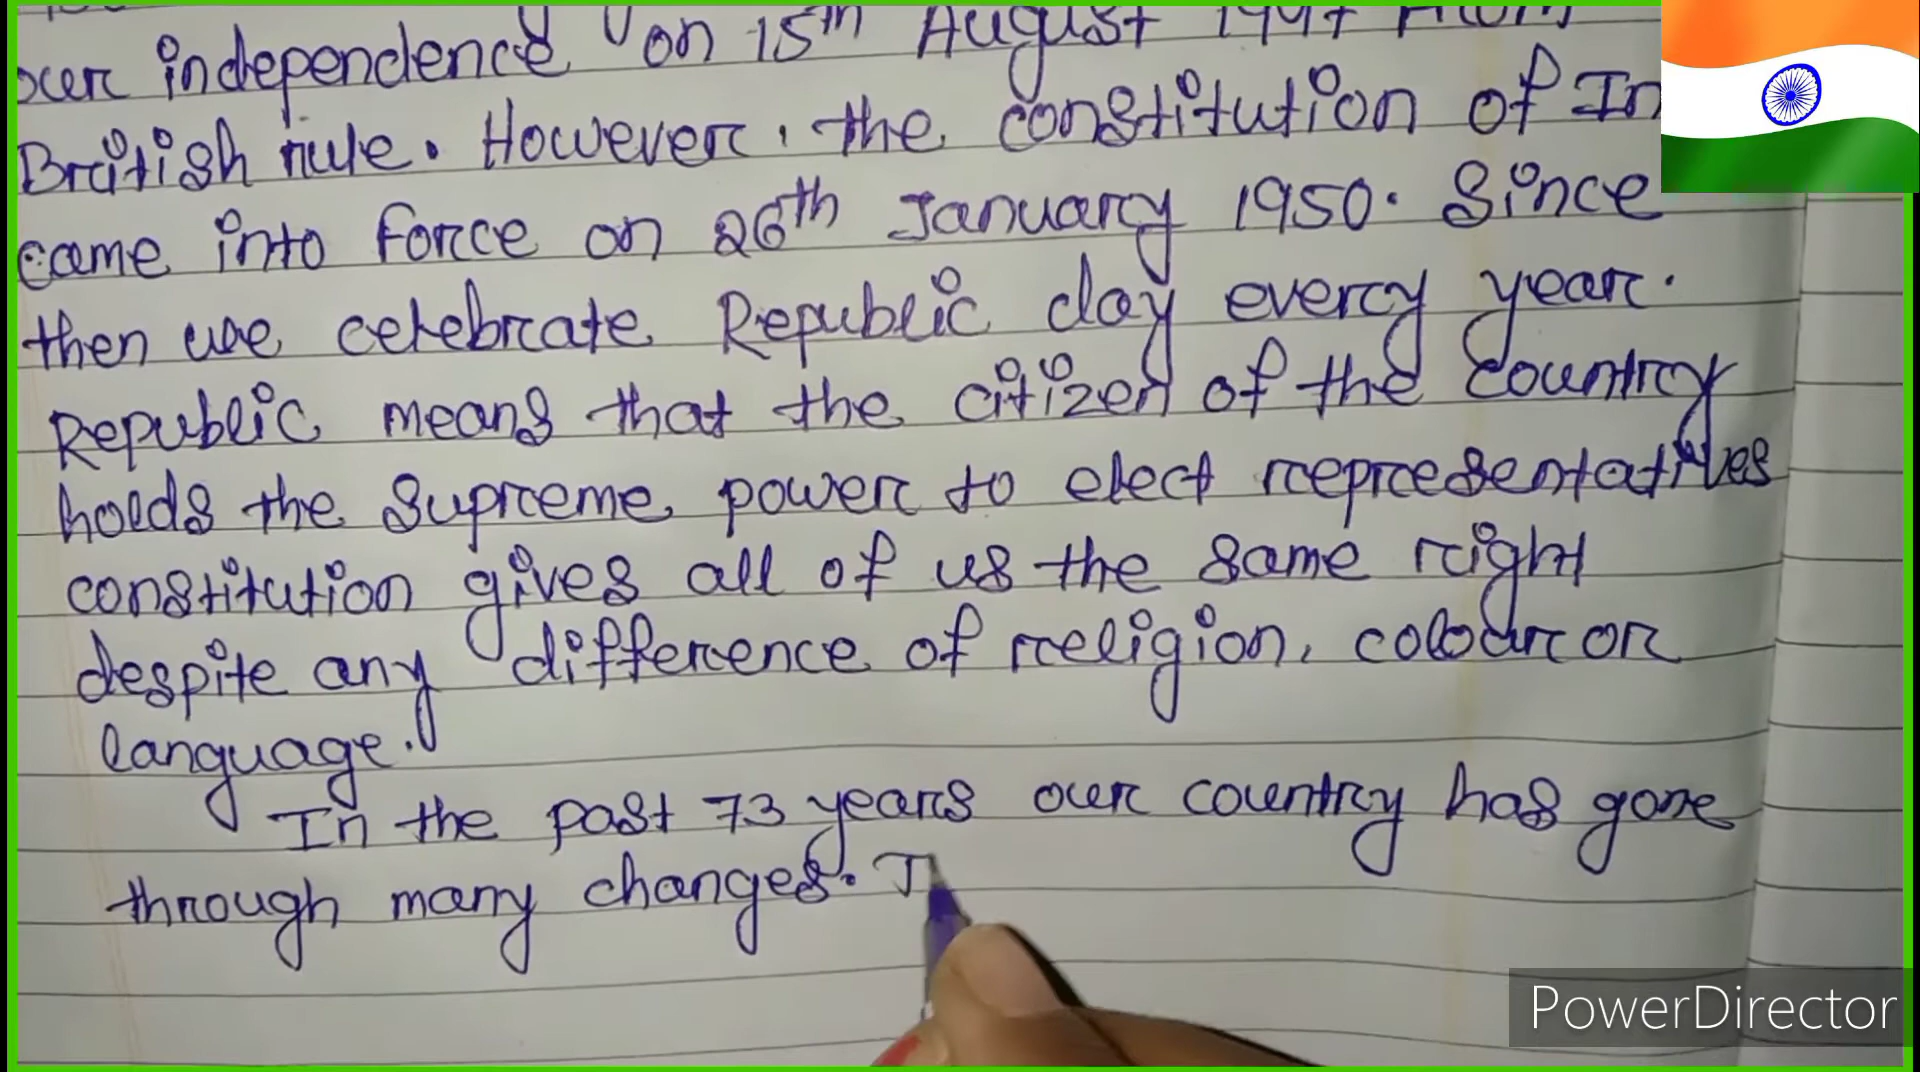 our independence on 15th August 1947 from
British rule. However, the constitution of In
came into force on 26th January 1950. Since
then we celebrate Republic day every year.
Republic means that the citizen of the country
holds the supreme power to elect representatives
constitution gives all of us the same right
despite any difference of religion, colour or
language.
In the past 73 years our country has gone
through many changes. I
PowerDirector